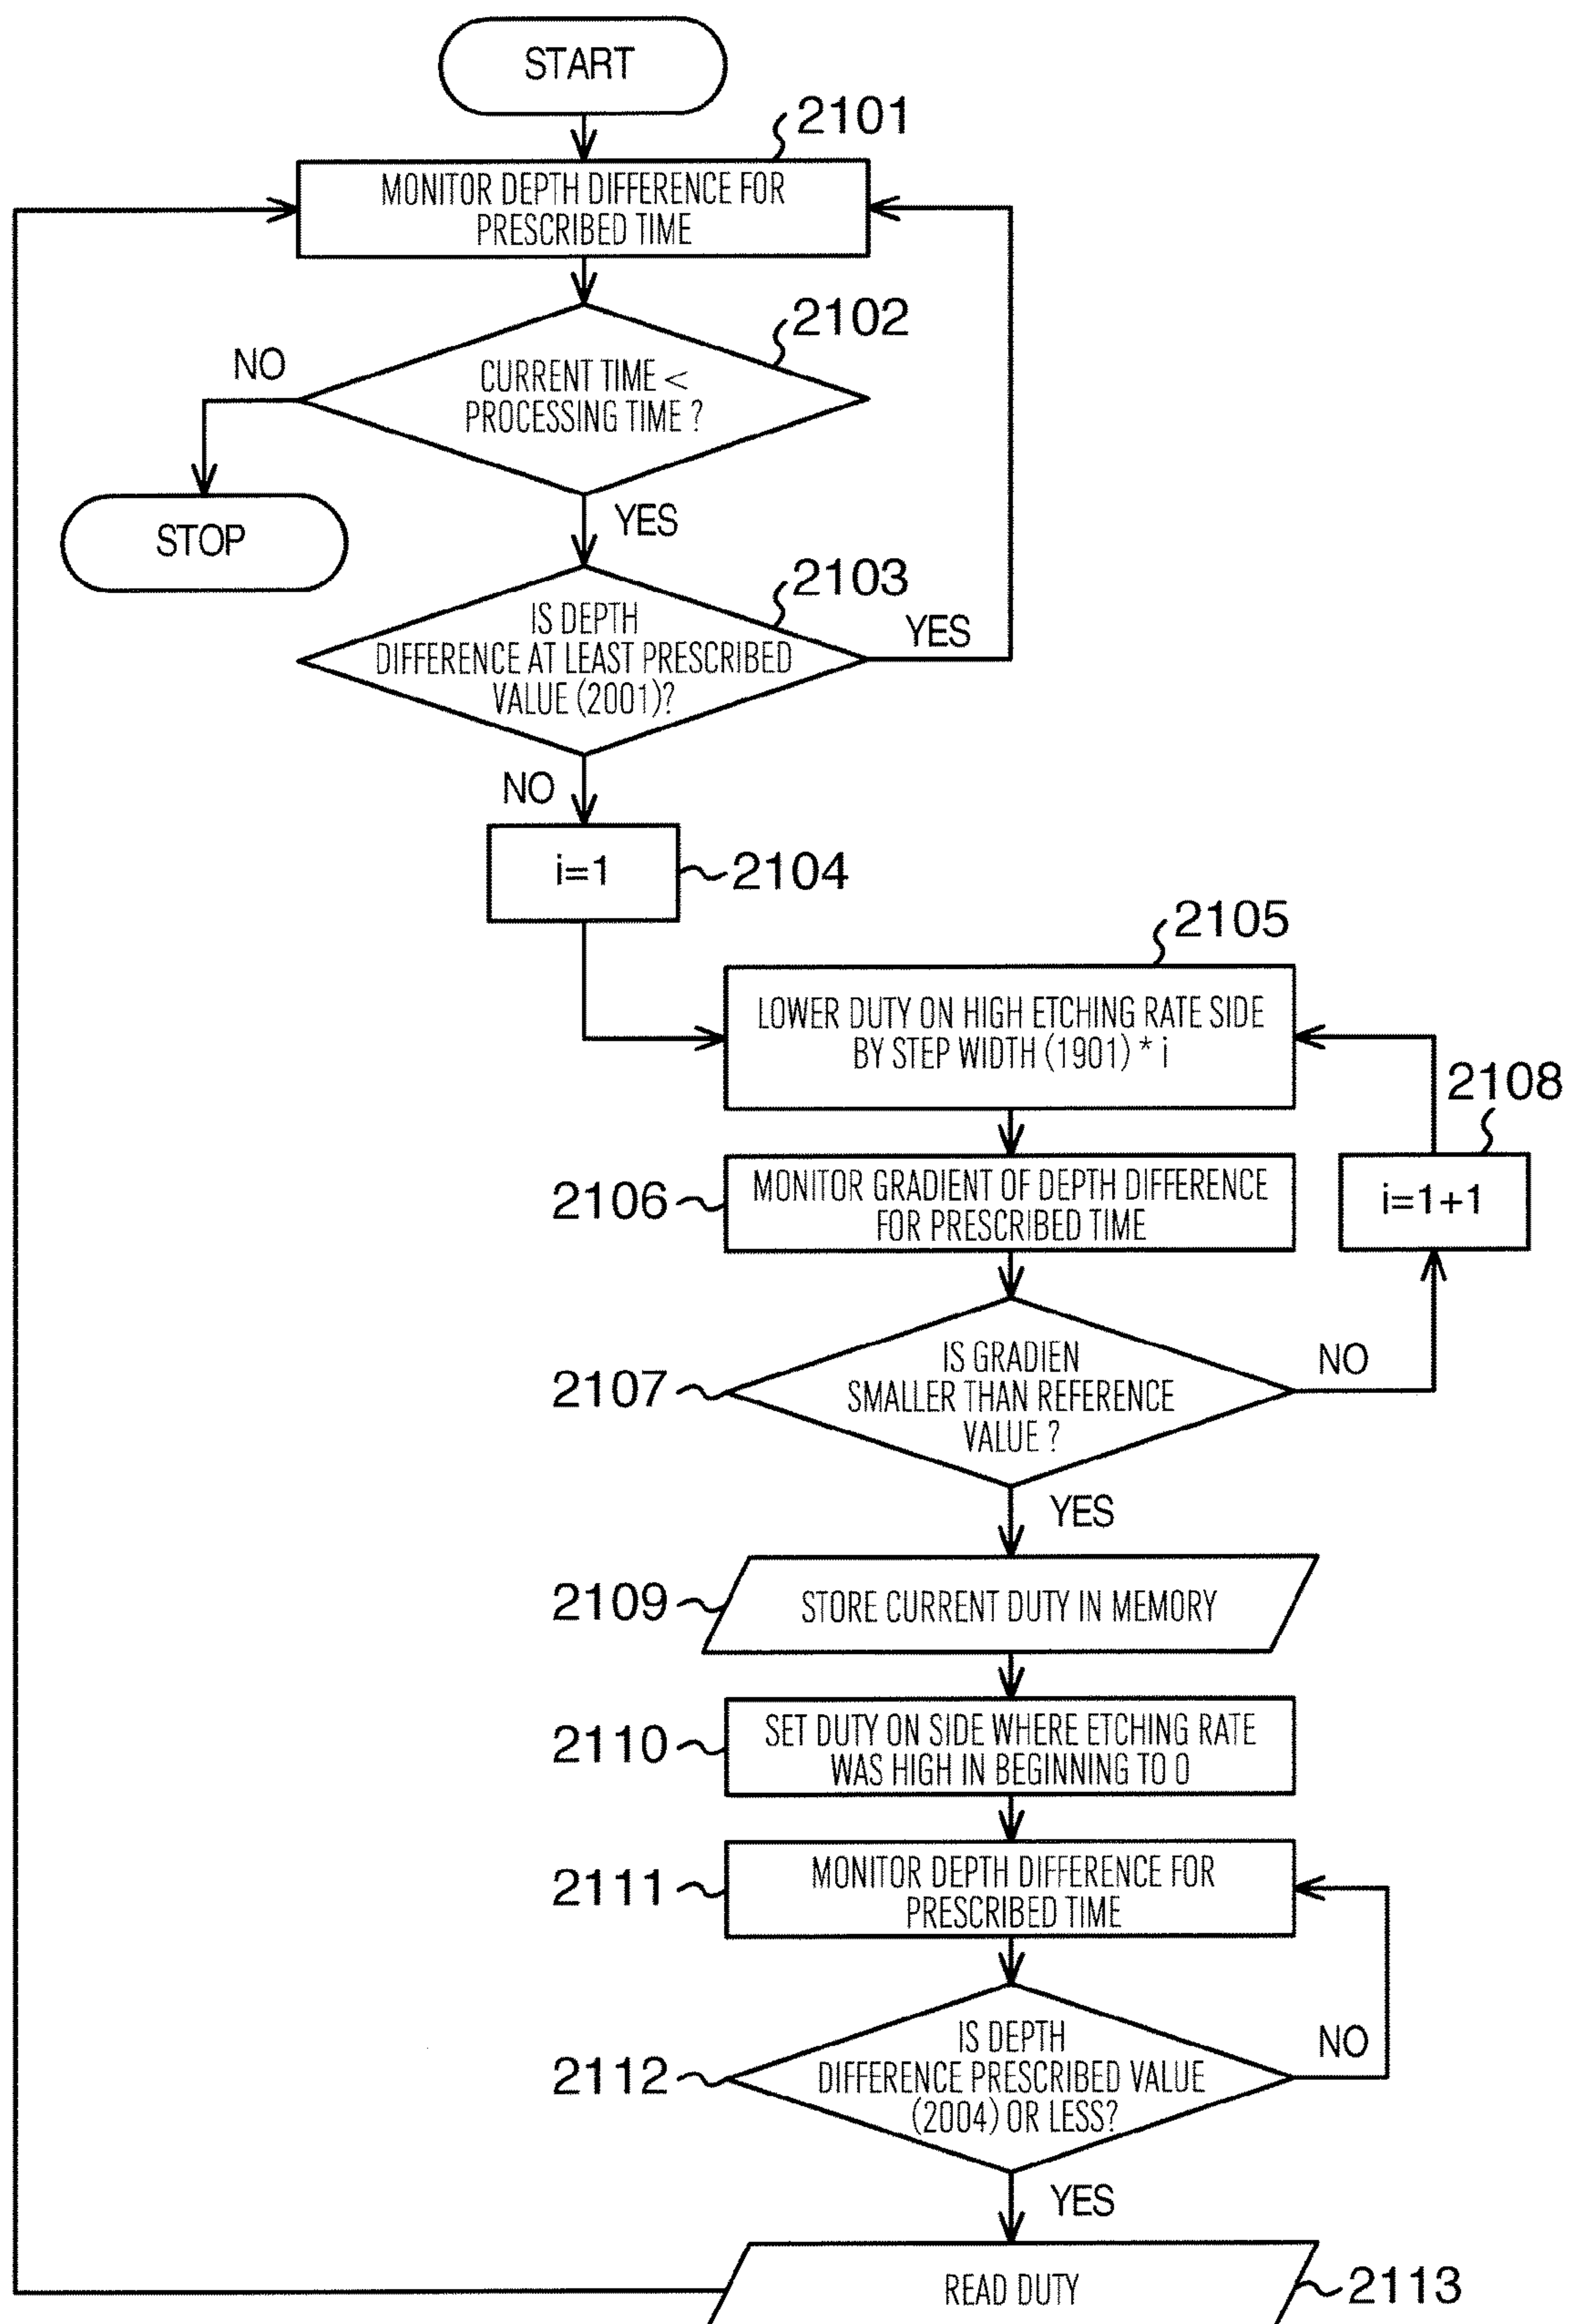 START
2101
MONITOR DEPTH DIFFERENCE FOR
PRESCRIBED TIME
2102
NO
CURRENT TIME <
PROCESSING TIME ?
STOP
YES
2103
IS DEPTH
DIFFERENCE AT LEAST PRESCRIBED
VALUE (2001)?
YES
NO
i=1
2104
2105
LOWER DUTY ON HIGH ETCHING RATE SIDE
BY STEP WIDTH (1901) * i
2108
2106
MONITOR GRADIENT OF DEPTH DIFFERENCE
FOR PRESCRIBED TIME
i=1+1
2107
IS GRADIEN
SMALLER THAN REFERENCE
VALUE ?
NO
YES
2109
STORE CURRENT DUTY IN MEMORY
2110
SET DUTY ON SIDE WHERE ETCHING RATE
WAS HIGH IN BEGINNING TO 0
2111
MONITOR DEPTH DIFFERENCE FOR
PRESCRIBED TIME
2112
IS DEPTH
DIFFERENCE PRESCRIBED VALUE
(2004) OR LESS?
NO
YES
READ DUTY
2113